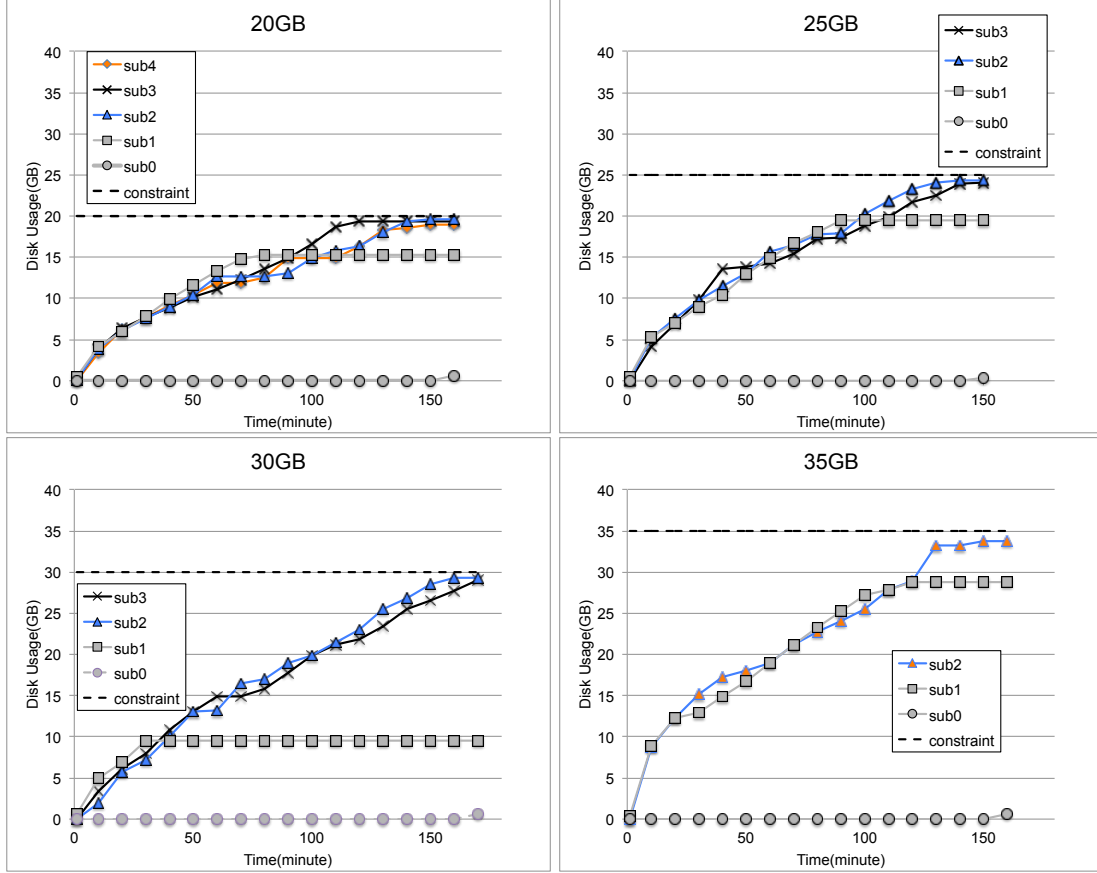 20GB
40
35
30
25
20
15
10
5
0
Disk Usage(GB)
sub4
sub3
sub2
sub1
sub0
constraint
0 50 100 150
Time(minute)
25GB
40
35
30
25
20
15
10
5
0
Disk Usage(GB)
sub3
sub2
sub1
sub0
constraint
0 50 100 150
Time(minute)
30GB
40
35
30
25
20
15
10
5
0
Disk Usage(GB)
sub3
sub2
sub1
sub0
constraint
0 50 100 150
Time(minute)
35GB
40
35
30
25
20
15
10
5
0
Disk Usage(GB)
sub2
sub1
sub0
constraint
0 50 100 150
Time(minute)